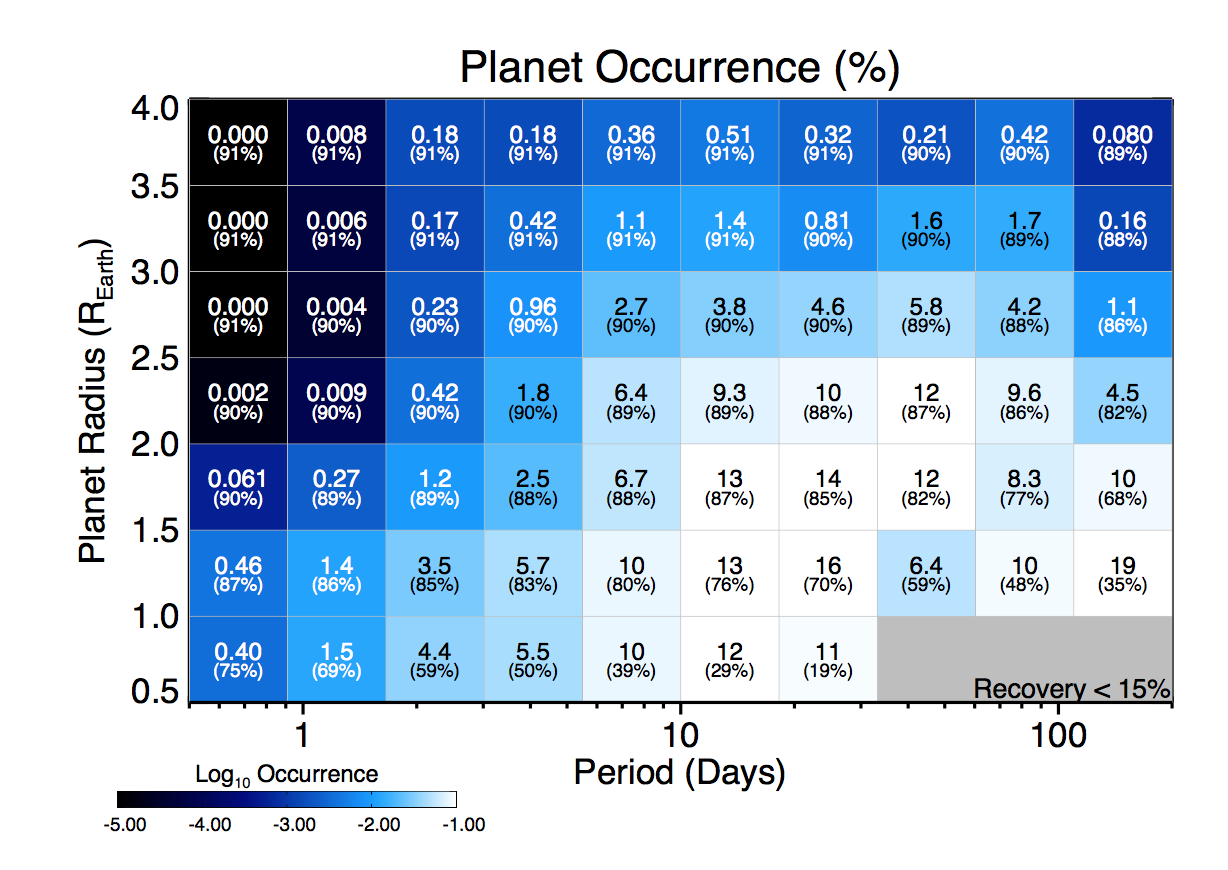 Planet Occurrence (%)
Planet Radius (R_Earth)
4.0
0.000 0.008 0.18 0.18 0.36 0.51 0.32 0.21 0.42 0.080
(91%) (91%) (91%) (91%) (91%) (91%) (91%) (90%) (90%) (89%)
3.5
0.000 0.006 0.17 0.42 1.1 1.4 0.81 1.6 1.7 0.16
(91%) (91%) (91%) (91%) (91%) (91%) (90%) (90%) (89%) (88%)
3.0
0.000 0.004 0.23 0.96 2.7 3.8 4.6 5.8 4.2 1.1
(91%) (90%) (90%) (90%) (90%) (90%) (90%) (89%) (88%) (86%)
2.5
0.002 0.009 0.42 1.8 6.4 9.3 10 12 9.6 4.5
(90%) (90%) (90%) (90%) (89%) (89%) (88%) (87%) (86%) (82%)
2.0
0.061 0.27 1.2 2.5 6.7 13 14 12 8.3 10
(90%) (89%) (89%) (88%) (88%) (87%) (85%) (82%) (77%) (68%)
1.5
0.46 1.4 3.5 5.7 10 13 16 6.4 10 19
(87%) (86%) (85%) (83%) (80%) (76%) (70%) (59%) (48%) (35%)
1.0
0.40 1.5 4.4 5.5 10 12 11
(75%) (69%) (59%) (50%) (39%) (29%) (19%)
0.5
Recovery < 15%
1 10 100
Period (Days)
Log₁₀ Occurrence
-5.00 -4.00 -3.00 -2.00 -1.00